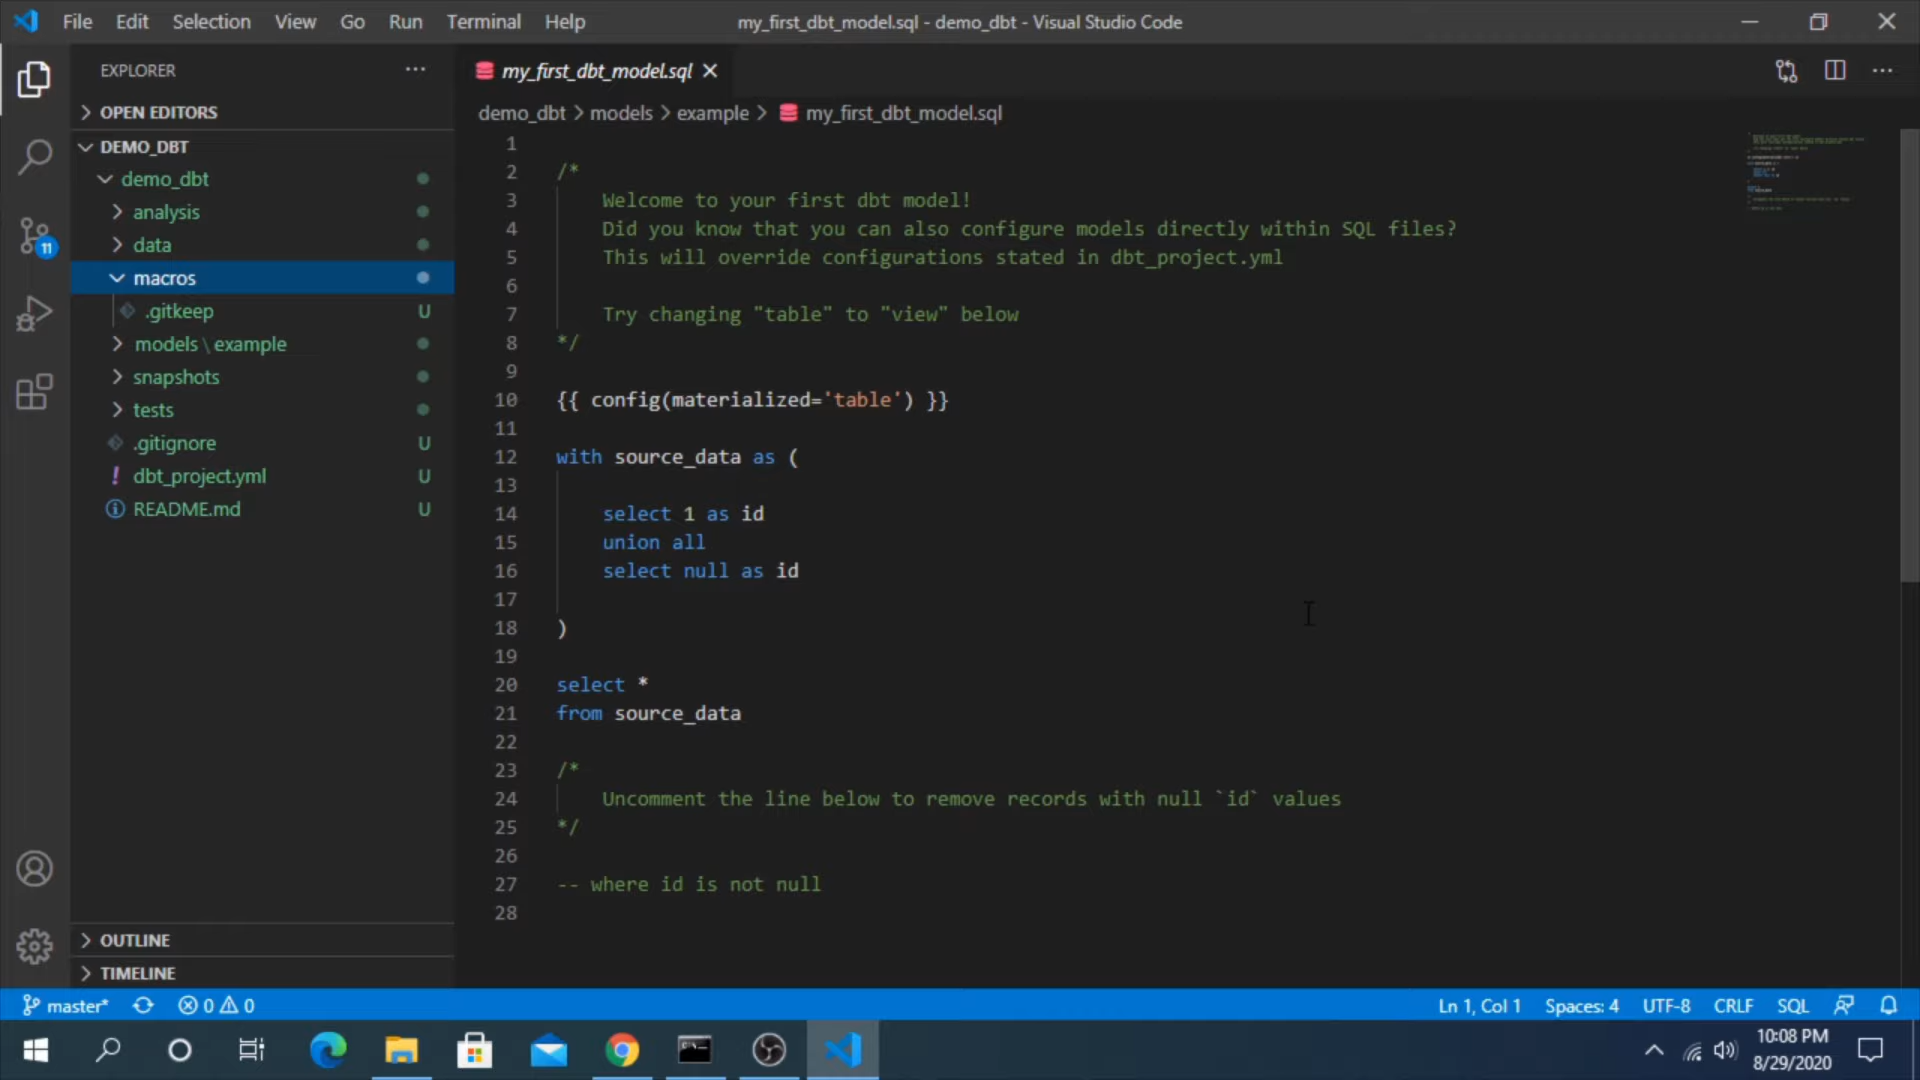 File Edit Selection View Go Run Terminal Help
my_first_dbt_model.sql - demo_dbt - Visual Studio Code
EXPLORER
OPEN EDITORS
DEMO_DBT
demo_dbt
analysis
data
macros
.gitkeep U
models \ example
snapshots
tests
.gitignore U
dbt_project.yml U
README.md U
OUTLINE
TIMELINE
11
my_first_dbt_model.sql
demo_dbt > models > example > my_first_dbt_model.sql
1
2 /*
3 Welcome to your first dbt model!
4 Did you know that you can also configure models directly within SQL files?
5 This will override configurations stated in dbt_project.yml
6
7 Try changing "table" to "view" below
8 */
9
10 {{ config(materialized='table') }}
11
12 with source_data as (
13
14 select 1 as id
15 union all
16 select null as id
17
18 )
19
20 select *
21 from source_data
22
23 /*
24 Uncomment the line below to remove records with null `id` values
25 */
26
27 -- where id is not null
28
master* 0 0
Ln 1, Col 1 Spaces: 4 UTF-8 CRLF SQL
10:08 PM
8/29/2020